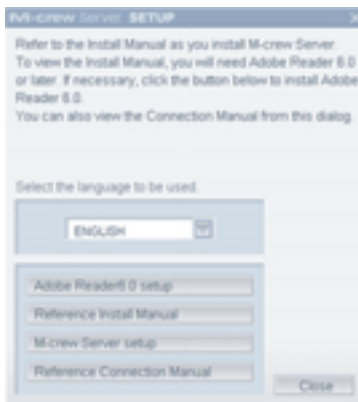 M-crew Server SETUP
Refer to the Install Manual as you install M-crew Server.
To view the Install Manual, you will need Adobe Reader 6.0
or later. If necessary, click the button below to install Adobe
Reader 6.0.
You can also view the Connection Manual from this dialog.
Select the language to be used.
ENGLISH
Adobe Reader6.0 setup
Reference Install Manual
M-crew Server setup
Reference Connection Manual
Close